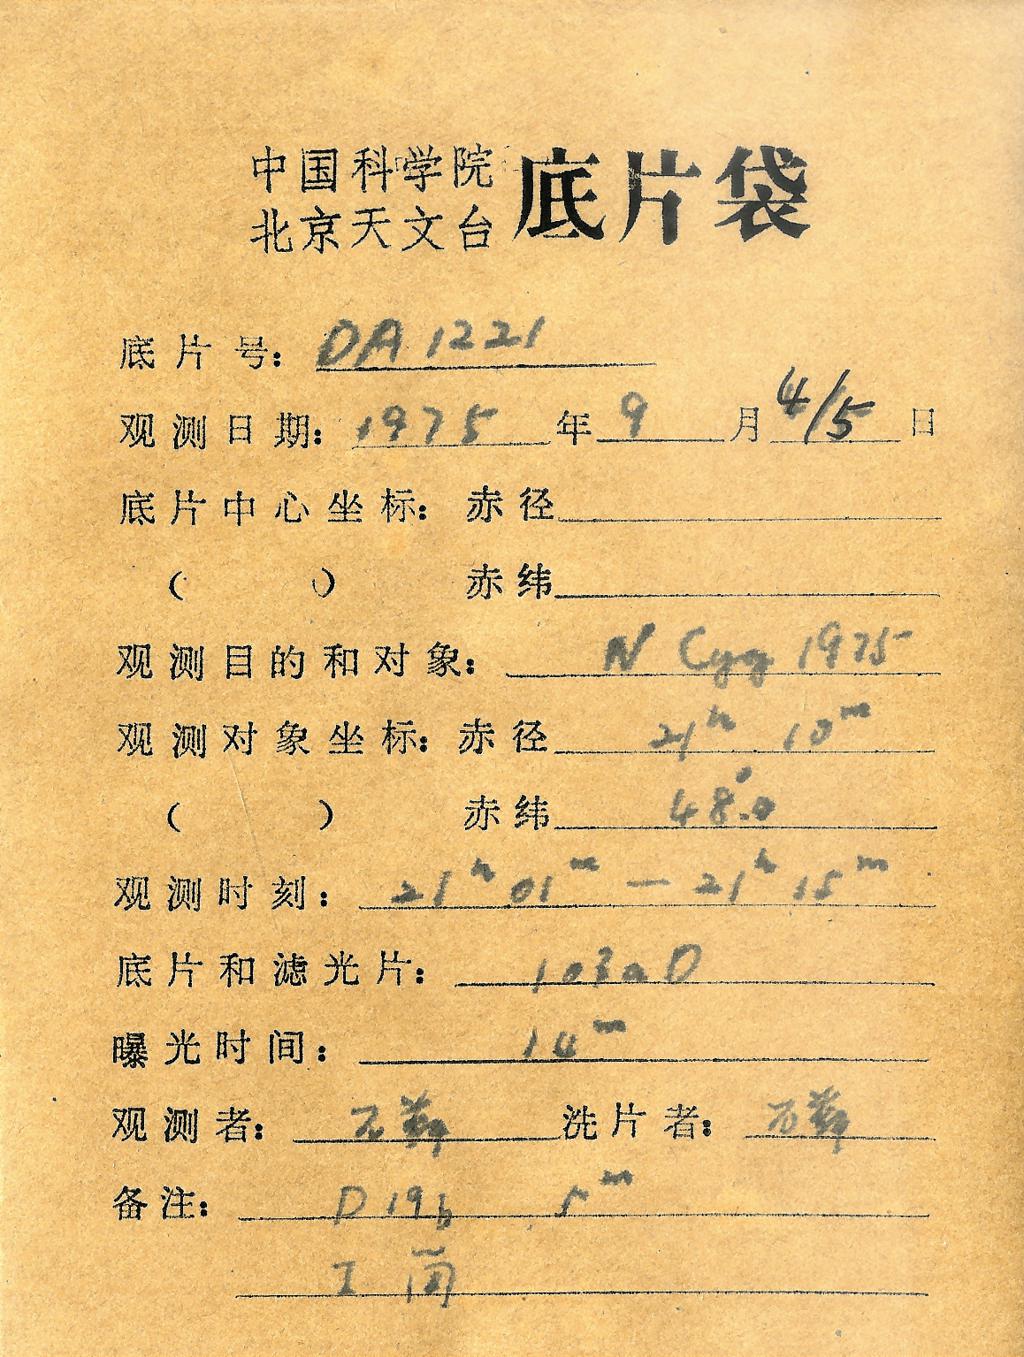 中国科学院
北京天文台
底片袋
底片号: DA 1221
观测日期: 1975 年 9 月 4/5 日
底片中心坐标: 赤径
( ) 赤纬
观测目的和对象: N Cyg 1975
观测对象坐标: 赤径 21ʰ 10ᵐ
( ) 赤纬 48°.0
观测时刻: 21ʰ 01ᵐ — 21ʰ 15ᵐ
底片和滤光片: 103aD
曝光时间: 14ᵐ
观测者: 洗片者:
备注: D19b 5ᵐ